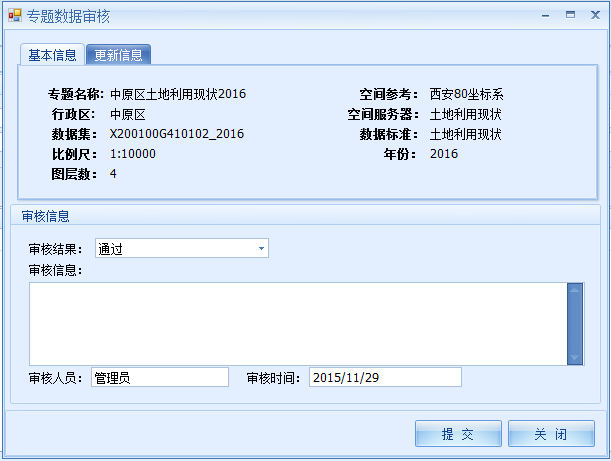 专题数据审核
基本信息 更新信息
专题名称: 中原区土地利用现状2016 空间参考: 西安80坐标系
行政区: 中原区 空间服务器: 土地利用现状
数据集: X200100G410102_2016 数据标准: 土地利用现状
比例尺: 1:10000 年份: 2016
图层数: 4
审核信息
审核结果: 通过
审核信息:
审核人员: 管理员 审核时间: 2015/11/29
提 交 关 闭